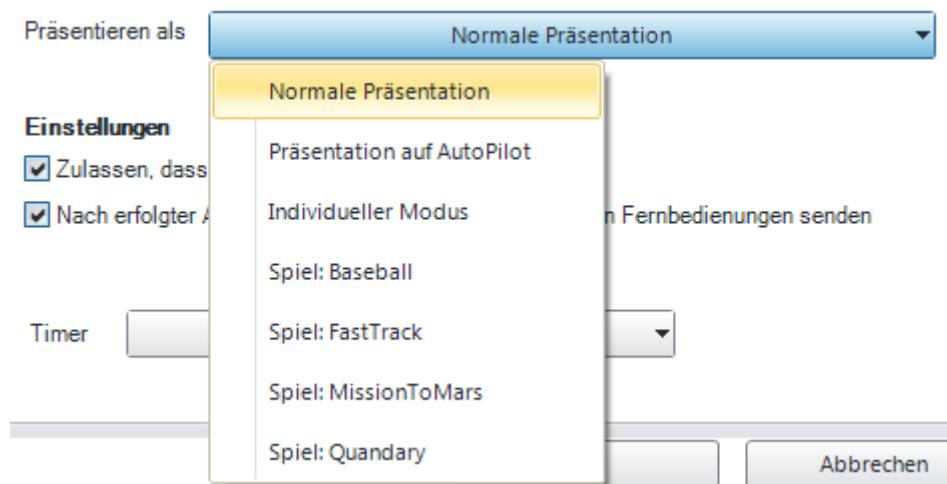 Präsentieren als Normale Präsentation
Normale Präsentation
Einstellungen
Präsentation auf AutoPilot
Zulassen, dass
Individueller Modus
Nach erfolgter n Fernbedienungen senden
Spiel: Baseball
Timer
Spiel: FastTrack
Spiel: MissionToMars
Spiel: Quandary
Abbrechen